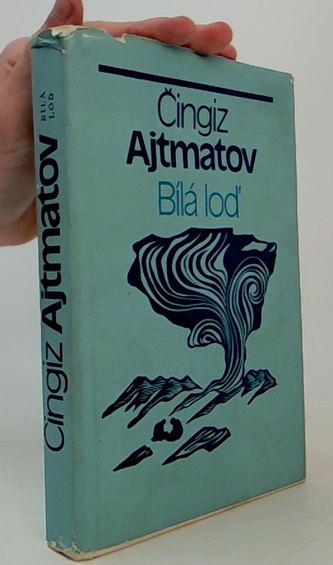 Čingiz
Ajtmatov
Bílá loď
Čingiz Ajtmatov
BÍLÁ
LOĎ